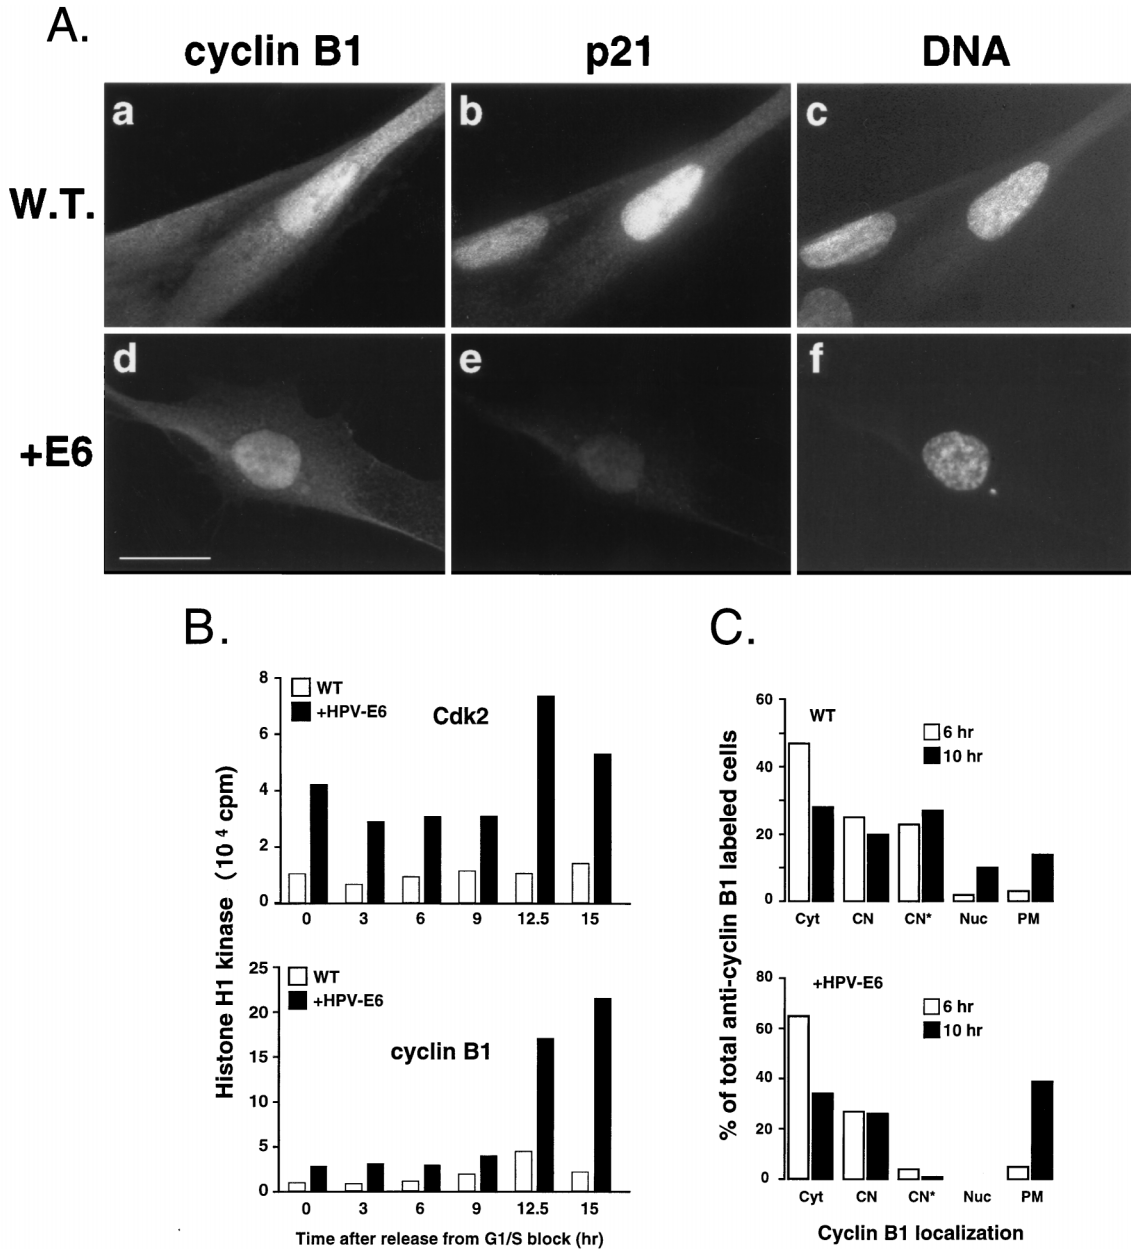 A.
cyclin B1 p21 DNA
W.T.
a b c
+E6
d e f
B.
Histone H1 kinase (10 4 cpm)
8
6
4
2
0
WT
+HPV-E6
Cdk2
0 3 6 9 12.5 15
25
20
15
10
5
0
WT
+HPV-E6
cyclin B1
0 3 6 9 12.5 15
Time after release from G1/S block (hr)
C.
% of total anti-cyclin B1 labeled cells
60
40
20
0
WT
6 hr
10 hr
Cyt CN CN* Nuc PM
80
60
40
20
0
+HPV-E6
6 hr
10 hr
Cyt CN CN* Nuc PM
Cyclin B1 localization